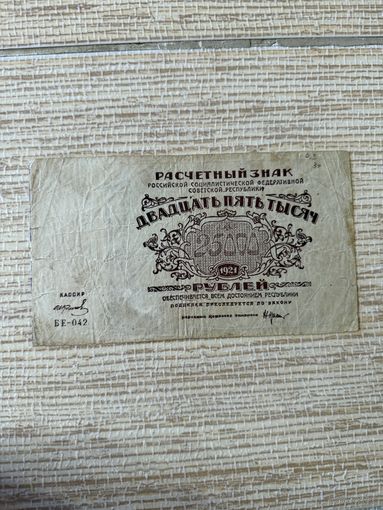 РАСЧЕТНЫЙ ЗНАК
РОССИЙСКОЙ СОЦИАЛИСТИЧЕСКОЙ ФЕДЕРАТИВНОЙ
СОВЕТСКОЙ РЕСПУБЛИКИ
ДВАДЦАТЬ ПЯТЬ ТЫСЯЧ
25000
1921
РУБЛЕЙ
ОБЕСПЕЧИВАЕТСЯ ВСЕМ ДОСТОЯНИЕМ РЕСПУБЛИКИ
ПОДДЕЛКА ПРЕСЛЕДУЕТСЯ ПО ЗАКОНУ
КАССИР
БЕ-042